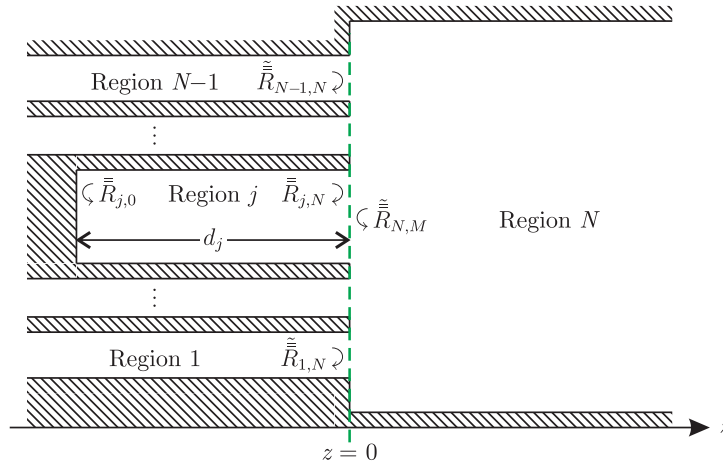 Region N−1 R̃̿_{N−1,N}
⋮
R̿_{j,0} Region j R̿_{j,N}
R̃̿_{N,M} Region N
d_j
⋮
Region 1 R̃̿_{1,N}
z = 0